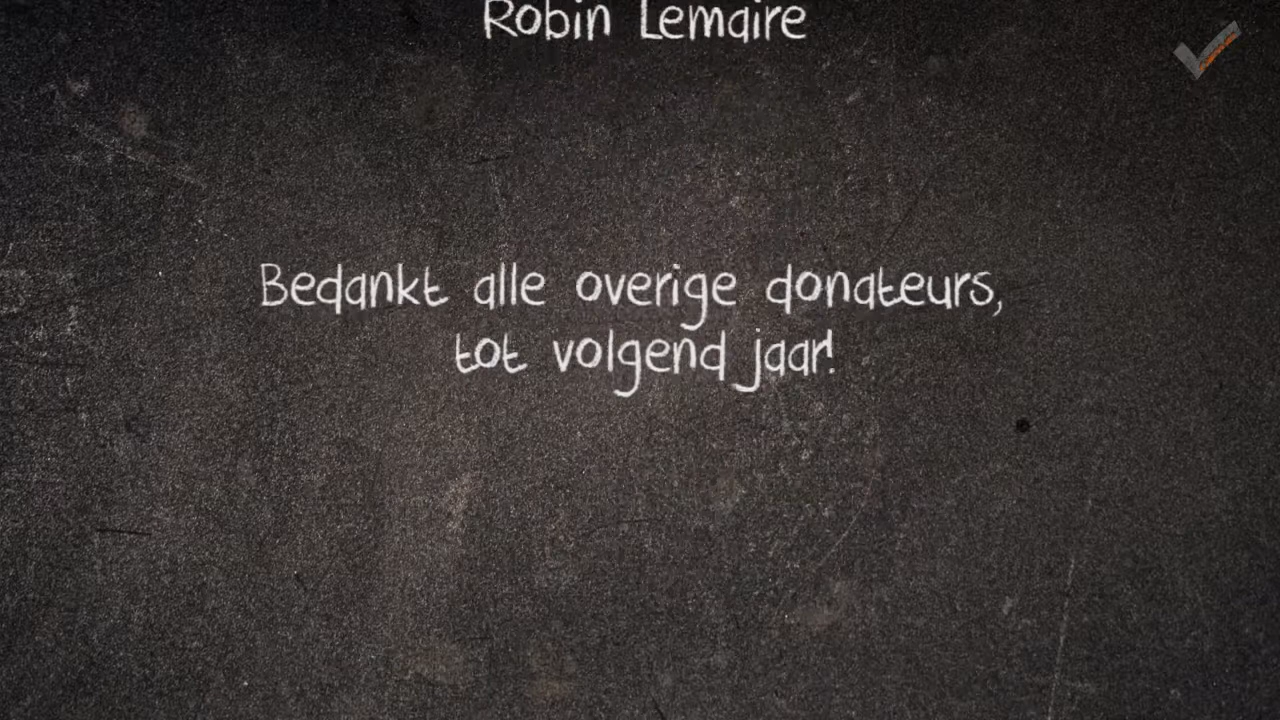 Robin Lemaire
Bedankt alle overige donateurs,
tot volgend jaar!